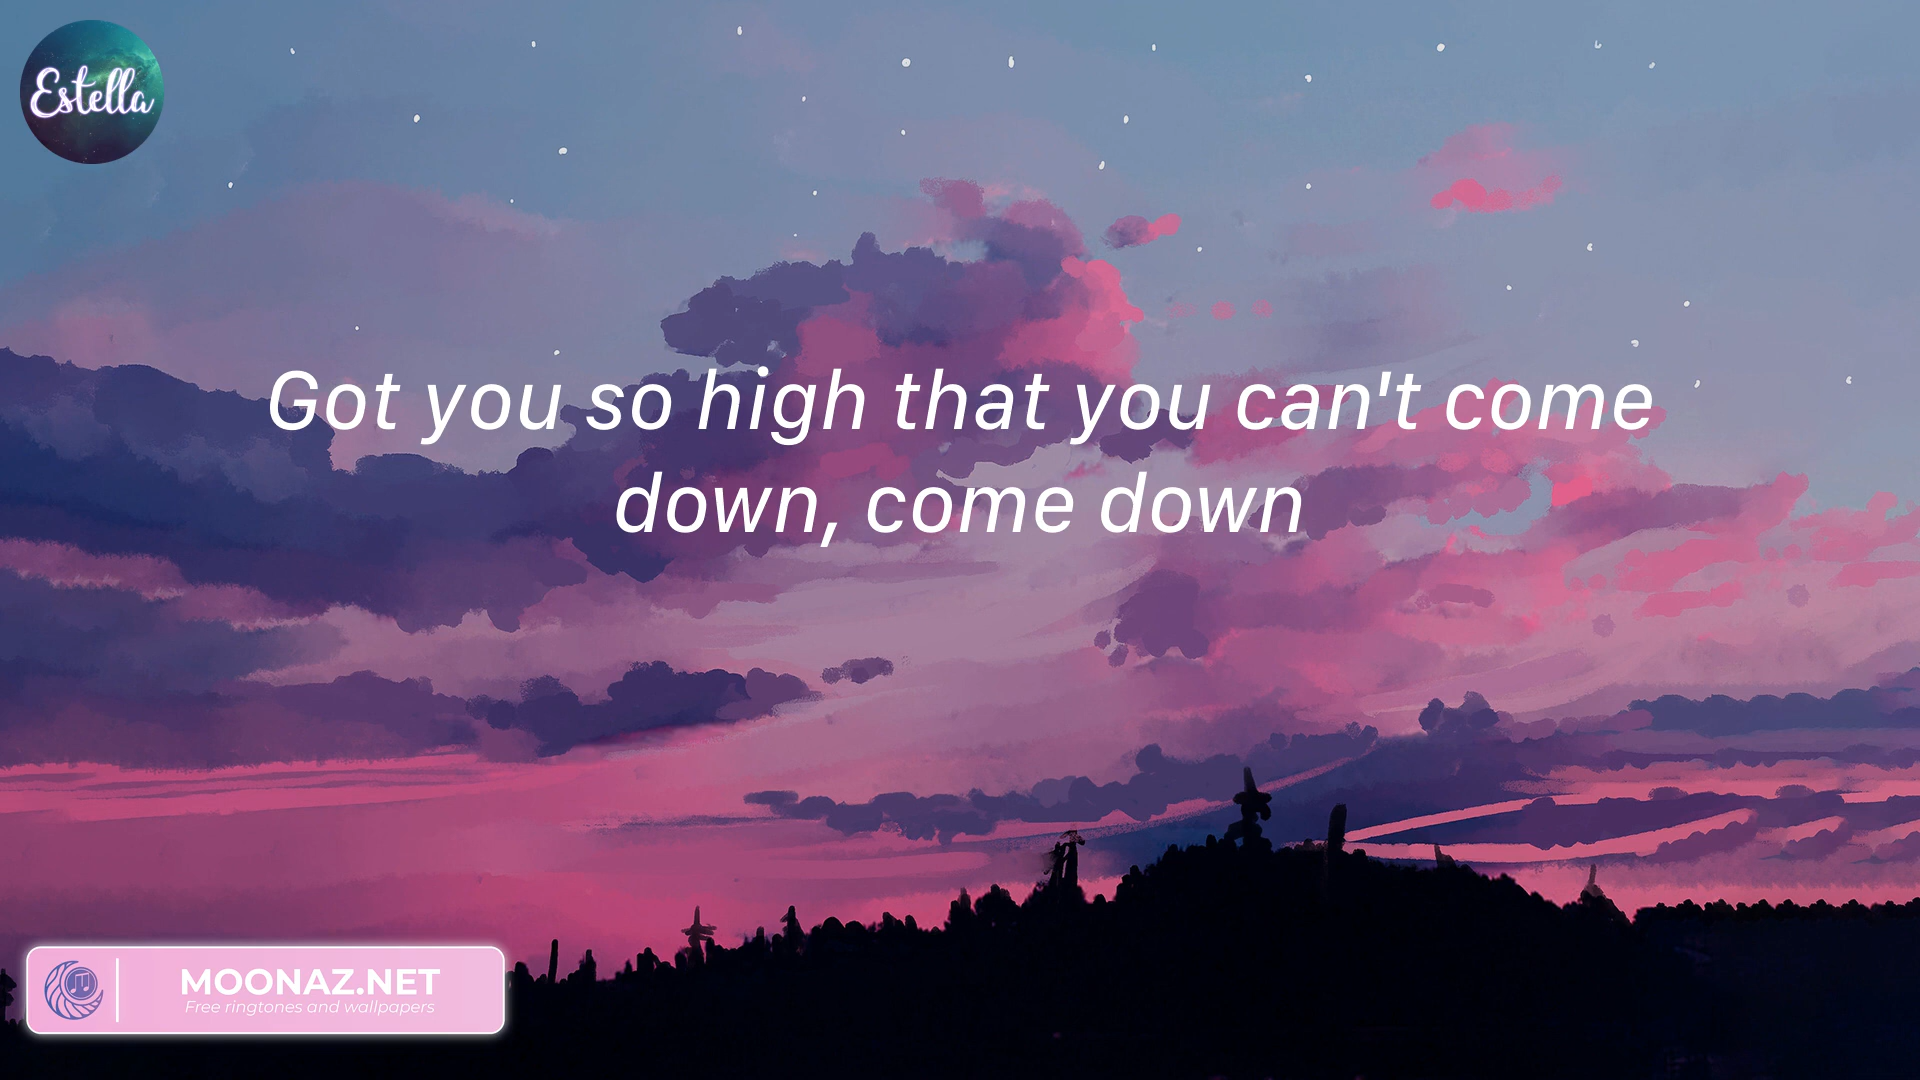 Estella
Got you so high that you can't come
down, come down
MOONAZ.NET
Free ringtones and wallpapers